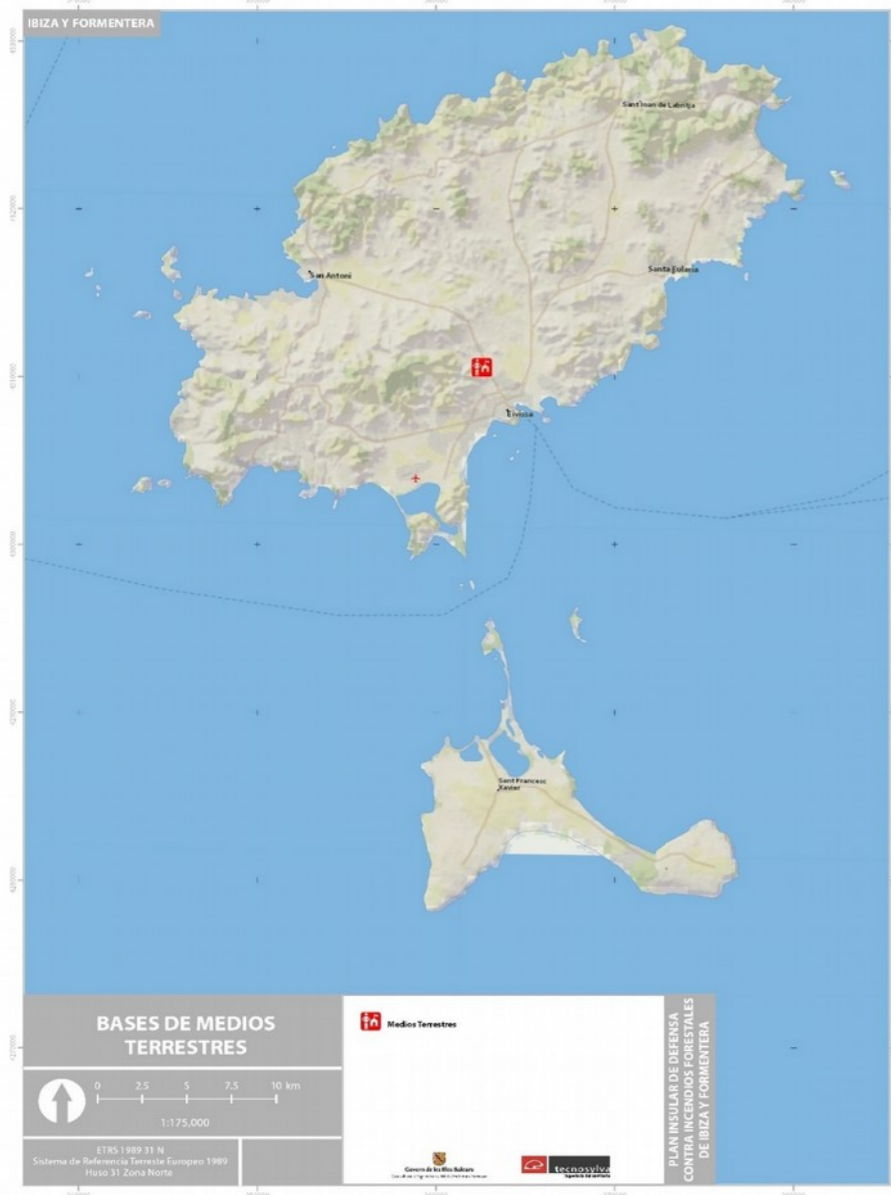 IBIZA Y FORMENTERA
Sant Joan de Labritja
San Antoni
Santa Eularia
Eivissa
Sant Francesc
Xavier
BASES DE MEDIOS
TERRESTRES
0 2.5 5 7.5 10 km
1:175,000
ETRS 1989 31 N
Sistema de Referencia Terreste Europeo 1989
Huso 31 Zona Norte
Medios Terrestres
Govern de les Illes Balears
tecnosylva
PLAN INSULAR DE DEFENSA
CONTRA INCENDIOS FORESTALES
DE IBIZA Y FORMENTERA